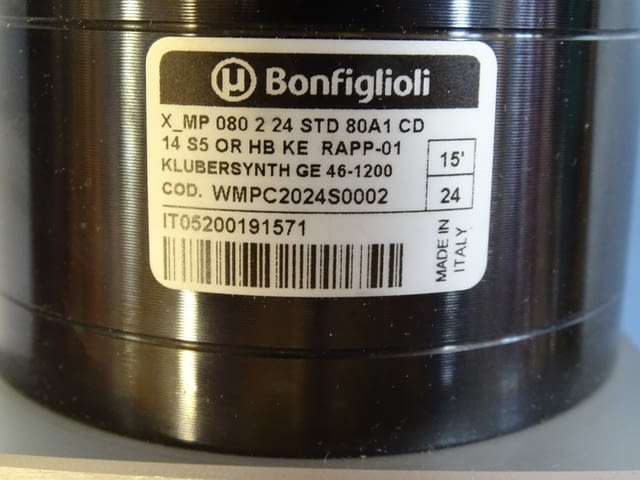 μ Bonfiglioli
X_MP 080 2 24 STD 80A1 CD
14 S5 OR HB KE RAPP-01
KLUBERSYNTH GE 46-1200
COD. WMPC2024S0002
15'
24
IT05200191571
MADE IN
ITALY